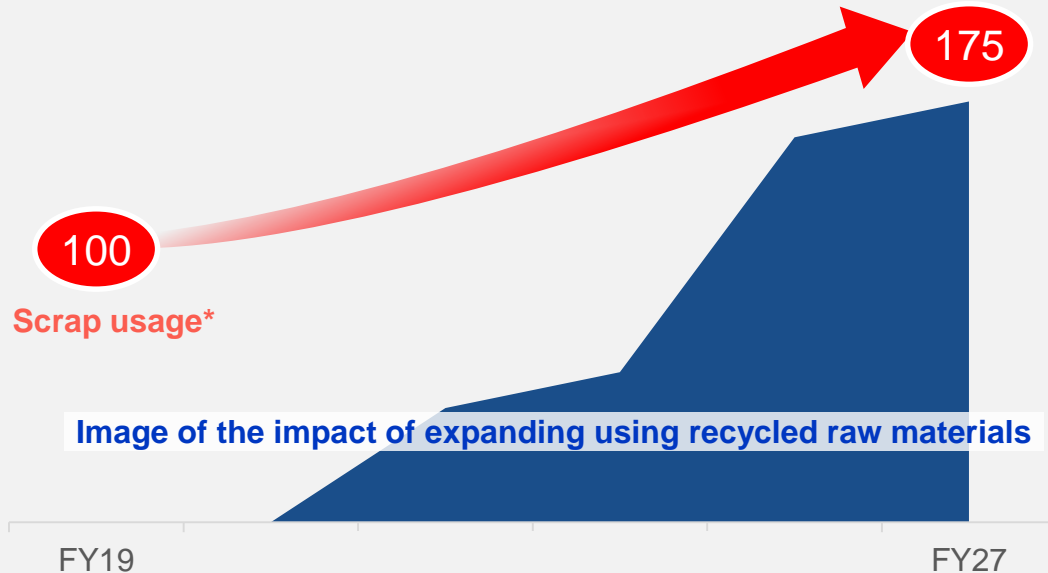 175
100
Scrap usage*
Image of the impact of expanding using recycled raw materials
FY19
FY27